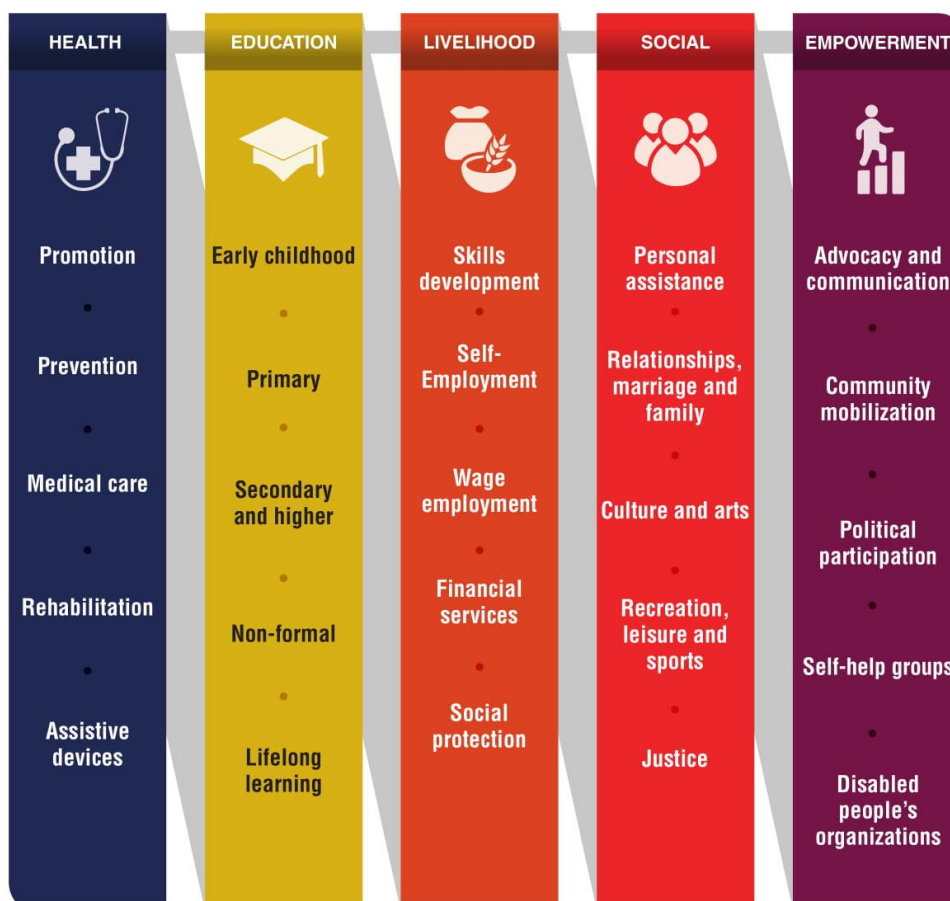 HEALTH
Promotion
Prevention
Medical care
Rehabilitation
Assistive
devices
EDUCATION
Early childhood
Primary
Secondary
and higher
Non-formal
Lifelong
learning
LIVELIHOOD
Skills
development
Self-
Employment
Wage
employment
Financial
services
Social
protection
SOCIAL
Personal
assistance
Relationships,
marriage and
family
Culture and arts
Recreation,
leisure and
sports
Justice
EMPOWERMENT
Advocacy and
communication
Community
mobilization
Political
participation
Self-help groups
Disabled
people's
organizations